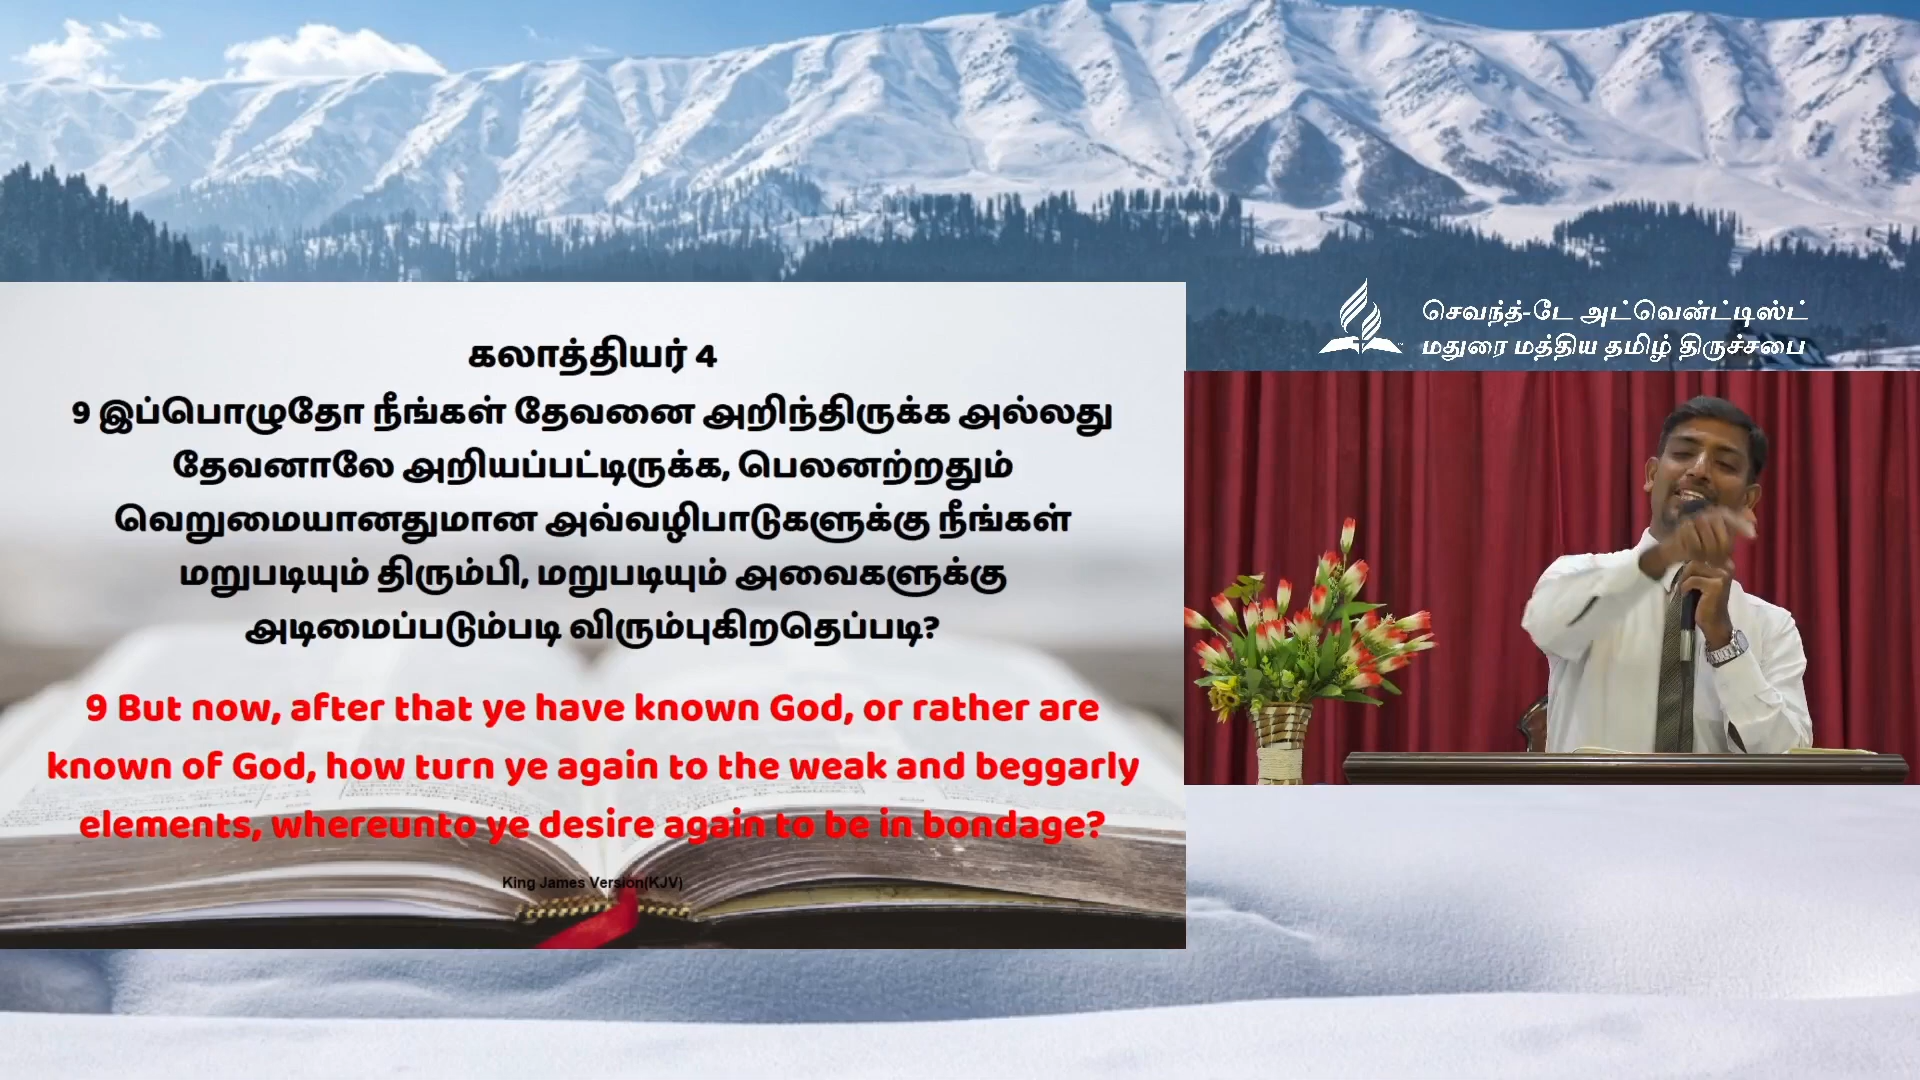 கலாத்தியர் 4
9 இப்பொழுதோ நீங்கள் தேவனை அறிந்திருக்க அல்லது
தேவனாலே அறியப்பட்டிருக்க, பெலனற்றதும்
வெறுமையானதுமான அவ்வழிபாடுகளுக்கு நீங்கள்
மறுபடியும் திரும்பி, மறுபடியும் அவைகளுக்கு
அடிமைப்படும்படி விரும்புகிறதெப்படி?
9 But now, after that ye have known God, or rather are
known of God, how turn ye again to the weak and beggarly
elements, whereunto ye desire again to be in bondage?
King James Version(KJV)
செவந்த்-டே அட்வென்ட்டிஸ்ட்
மதுரை மத்திய தமிழ் திருச்சபை